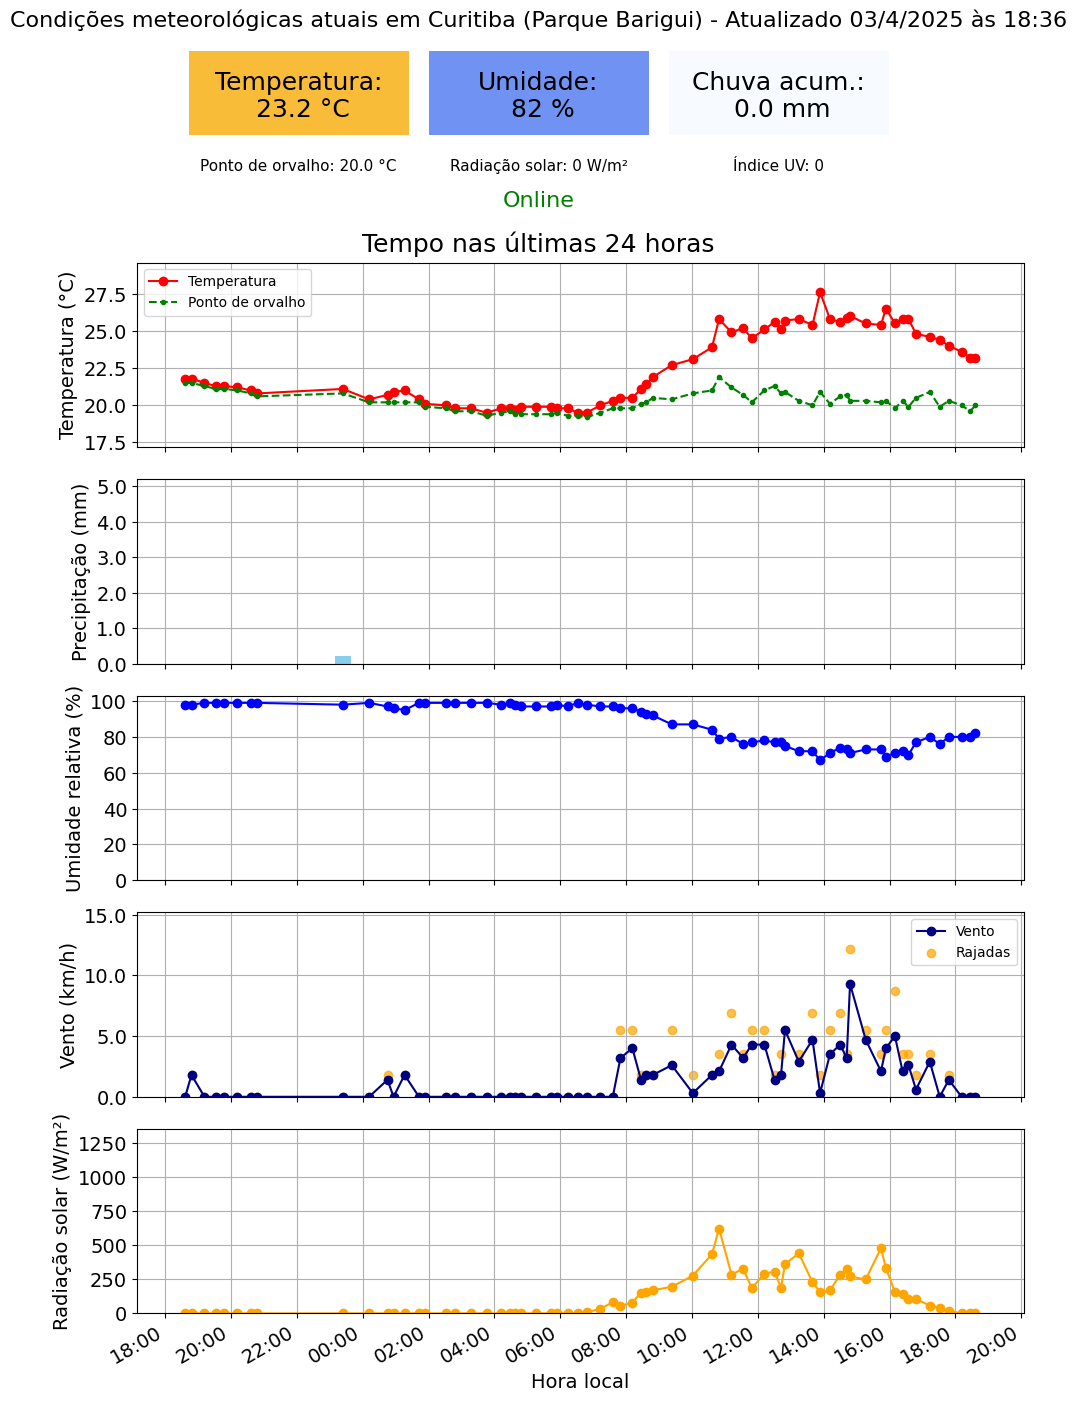 Condições meteorológicas atuais em Curitiba (Parque Barigui) - Atualizado 03/4/2025 às 18:36
Temperatura:
23.2 °C
Umidade:
82 %
Chuva acum.:
0.0 mm
Ponto de orvalho: 20.0 °C
Radiação solar: 0 W/m²
Índice UV: 0
Online
Tempo nas últimas 24 horas
Temperatura (°C)
27.5
25.0
22.5
20.0
17.5
Temperatura
Ponto de orvalho
Precipitação (mm)
5.0
4.0
3.0
2.0
1.0
0.0
Umidade relativa (%)
100
80
60
40
20
0
Vento (km/h)
15.0
10.0
5.0
0.0
Vento
Rajadas
Radiação solar (W/m²)
1250
1000
750
500
250
0
18:00
20:00
22:00
00:00
02:00
04:00
06:00
08:00
10:00
12:00
14:00
16:00
18:00
20:00
Hora local